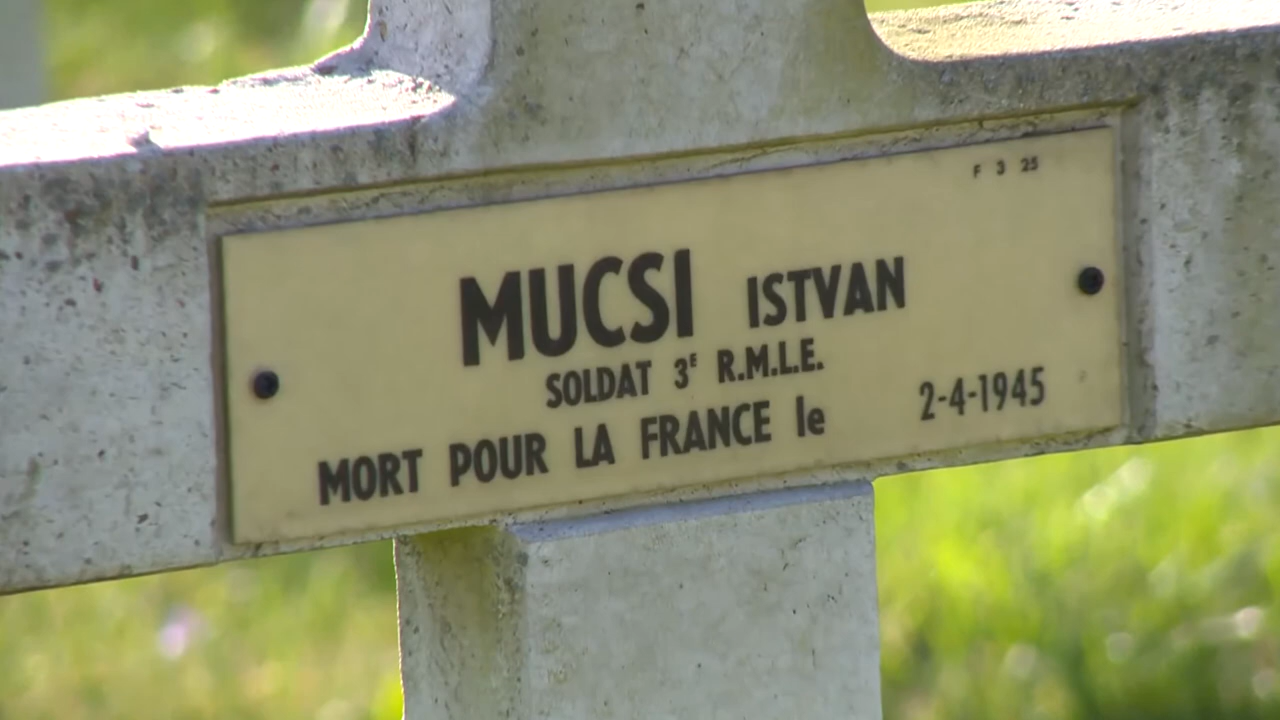 F 3 25
MUCSI ISTVAN
SOLDAT 3E R.M.L.E.
MORT POUR LA FRANCE le 2-4-1945